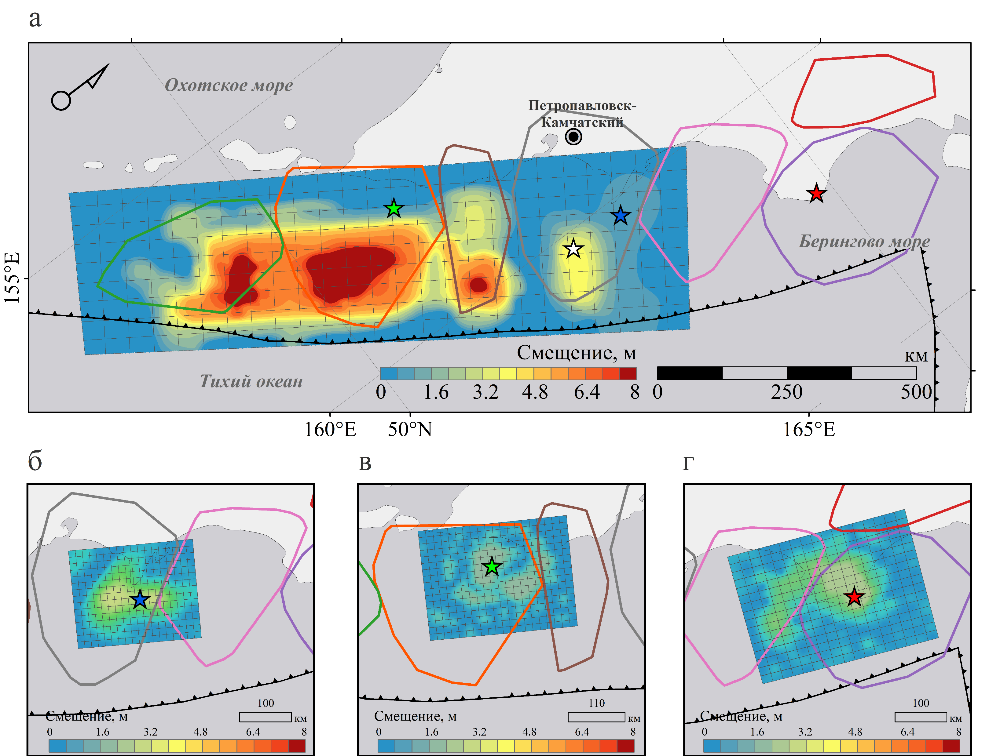 а
Охотское море
Петропавловск-
Камчатский
Берингово море
155°E
Смещение, м
км
Тихий океан
0 1.6 3.2 4.8 6.4 8
0 250 500
160°E 50°N 165°E
б
в
г
100
Смещение, м
км
0 1.6 3.2 4.8 6.4 8
110
Смещение, м
км
0 1.6 3.2 4.8 6.4 8
100
Смещение, м
км
0 1.6 3.2 4.8 6.4 8